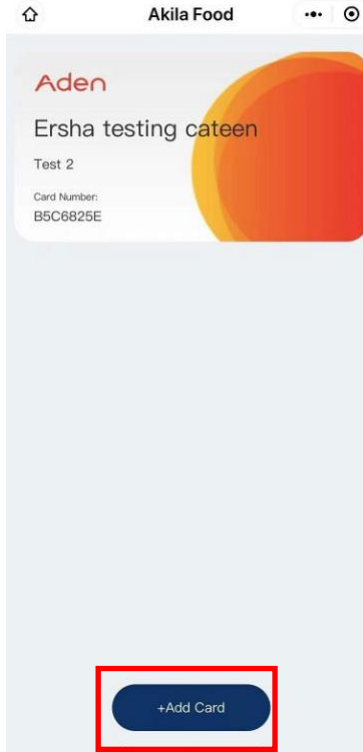 Akila Food
Aden
Ersha testing cateen
Test 2
Card Number:
B5C6825E
+Add Card